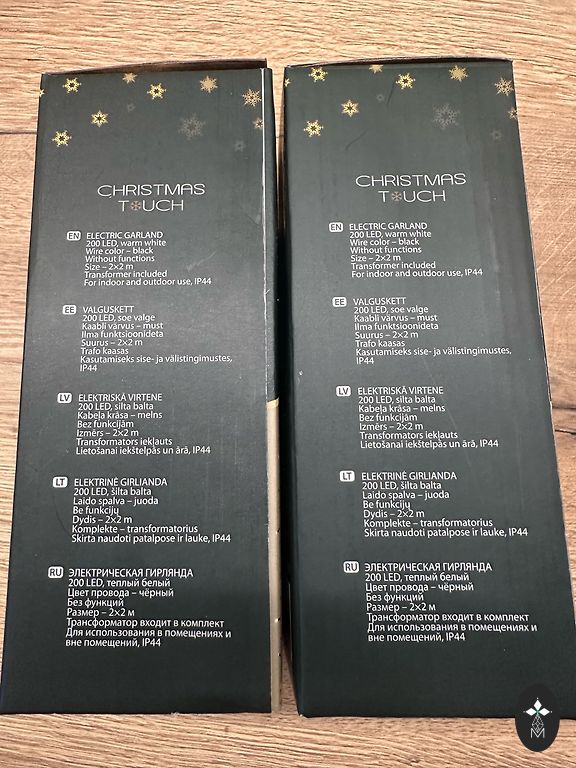 CHRISTMAS
TOUCH
EN ELECTRIC GARLAND
200 LED, warm white
Wire color – black
Without functions
Size – 2×2 m
Transformer included
For indoor and outdoor use, IP44
EE VALGUSKETT
200 LED, soe valge
Kaabli värvus – must
Ilma funktsioonideta
Suurus – 2×2 m
Trafo kaasas
Kasutamiseks sise- ja välistingimustes,
IP44
LV ELEKTRISKĀ VIRTENE
200 LED, silta balta
Kabeļa krāsa – melns
Bez funkcijām
Izmērs – 2×2 m
Transformators iekļauts
Lietošanai iekštelpās un ārā, IP44
LT ELEKTRINĖ GIRLIANDA
200 LED, šilta balta
Laido spalva – juoda
Be funkcijų
Dydis – 2×2 m
Komplekte – transformatorius
Skirta naudoti patalpose ir lauke, IP44
RU ЭЛЕКТРИЧЕСКАЯ ГИРЛЯНДА
200 LED, теплый белый
Цвет провода – чёрный
Без функций
Размер – 2×2 м
Трансформатор входит в комплект
Для использования в помещениях и
вне помещений, IP44
CHRISTMAS
TOUCH
EN ELECTRIC GARLAND
200 LED, warm white
Wire color – black
Without functions
Size – 2×2 m
Transformer included
For indoor and outdoor use, IP44
EE VALGUSKETT
200 LED, soe valge
Kaabli värvus – must
Ilma funktsioonideta
Suurus – 2×2 m
Trafo kaasas
Kasutamiseks sise- ja välistingimustes,
IP44
LV ELEKTRISKĀ VIRTENE
200 LED, silta balta
Kabeļa krāsa – melns
Bez funkcijām
Izmērs – 2×2 m
Transformators iekļauts
Lietošanai iekštelpās un ārā, IP44
LT ELEKTRINĖ GIRLIANDA
200 LED, šilta balta
Laido spalva – juoda
Be funkcijų
Dydis – 2×2 m
Komplekte – transformatorius
Skirta naudoti patalpose ir lauke, IP44
RU ЭЛЕКТРИЧЕСКАЯ ГИРЛЯНДА
200 LED, теплый белый
Цвет провода – чёрный
Без функций
Размер – 2×2 м
Трансформатор входит в комплект
Для использования в помещениях и
вне помещений, IP44
M